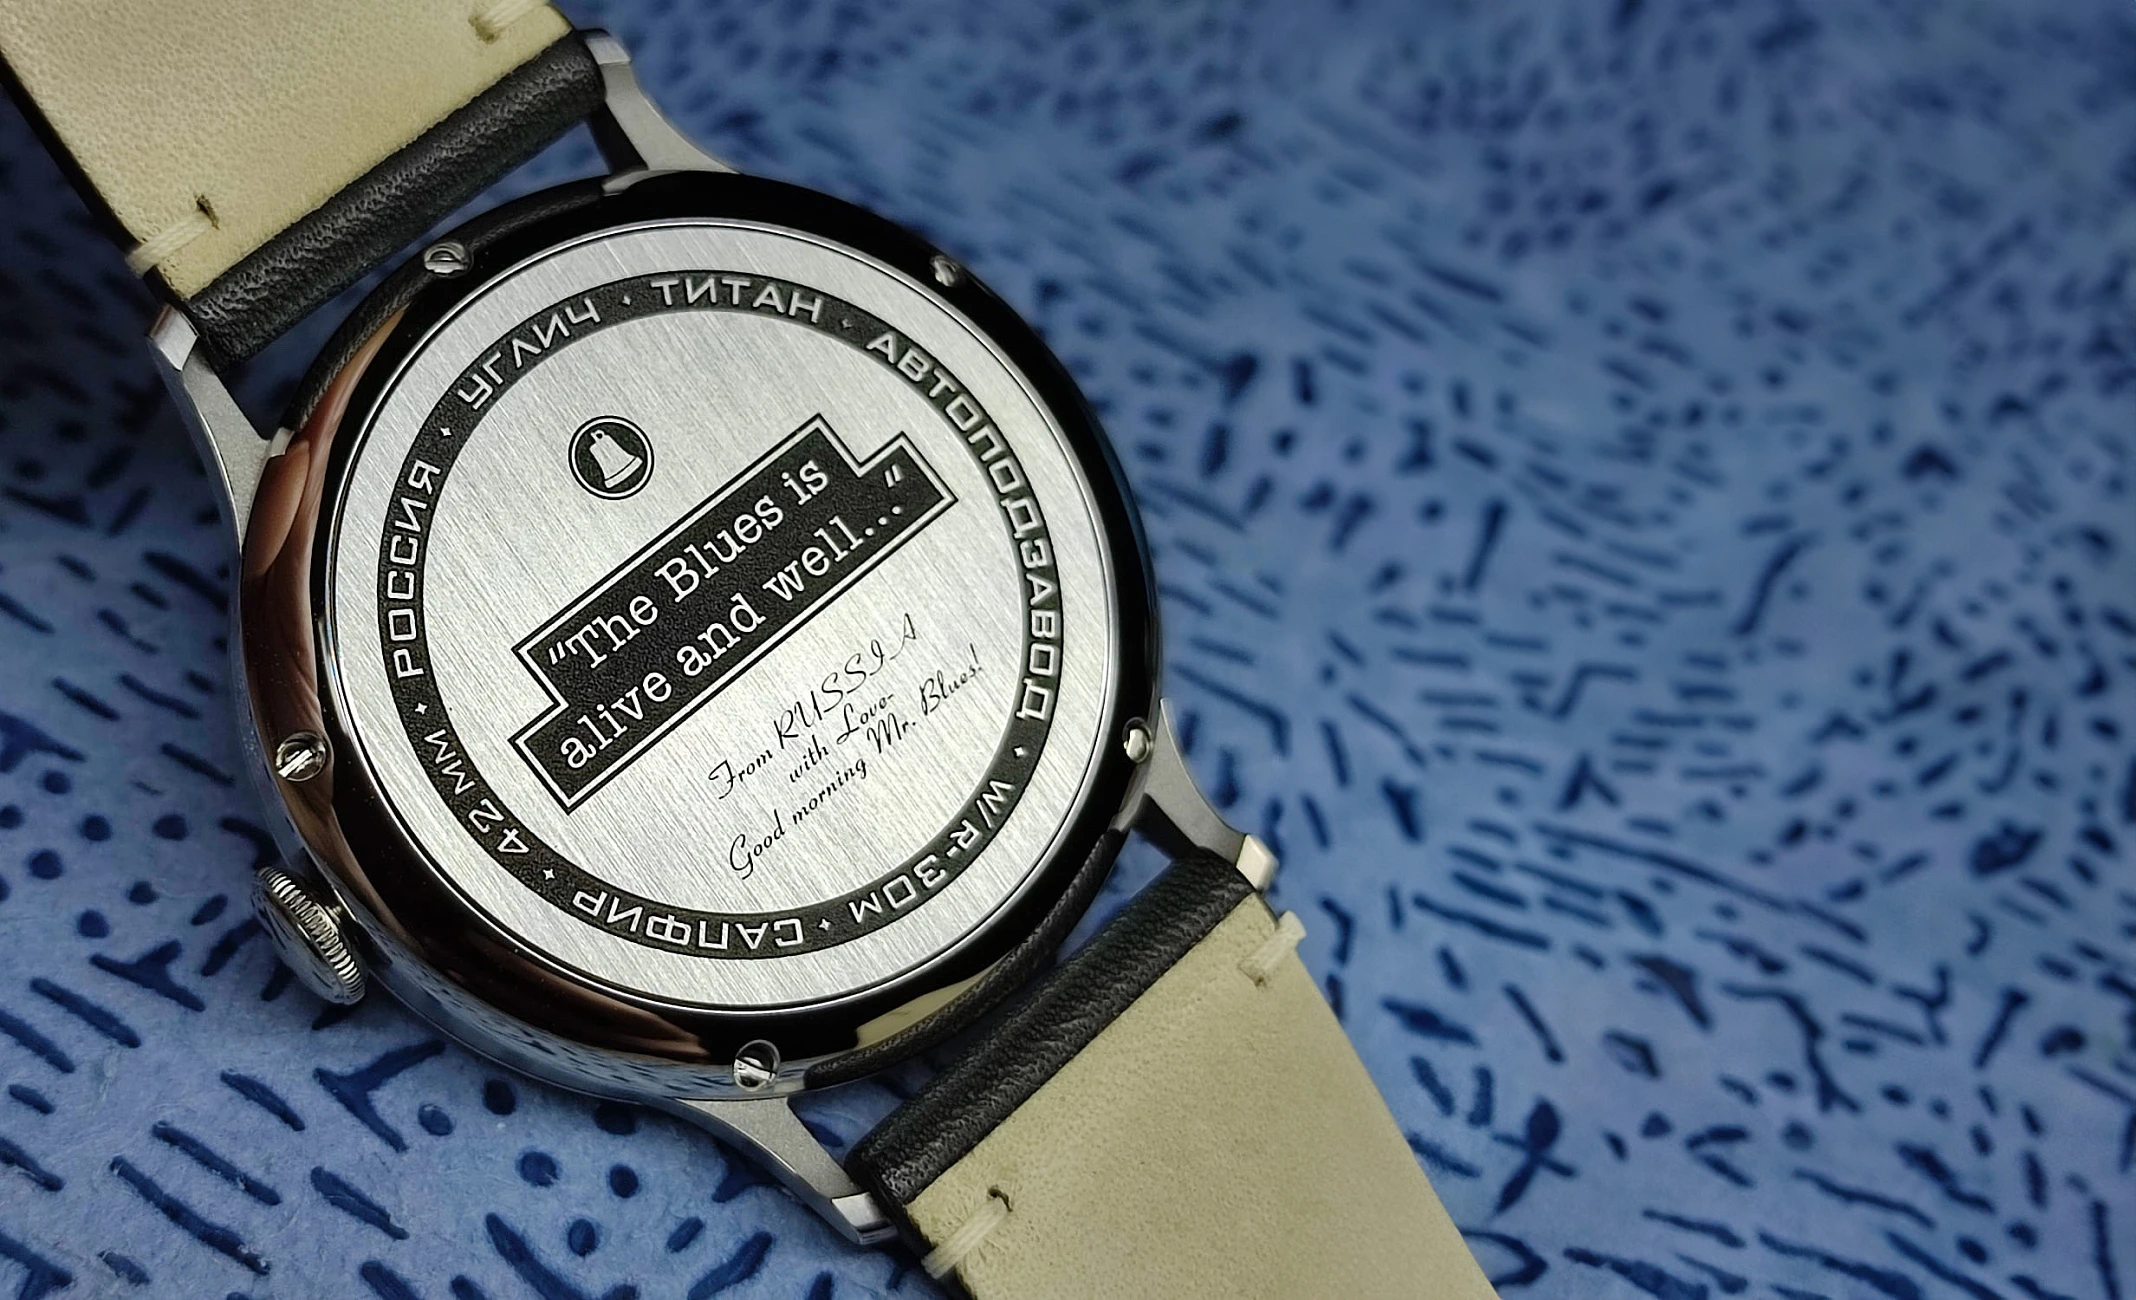 УГЛИЧ · ТИТАН · АВТОПОДЗАВОД · W/R-30М · САПФИР · 42 ММ · РОССИЯ ·
"The Blues is
alive and well..."
From RUSSIA
with Love-
Good morning Mr. Blues!